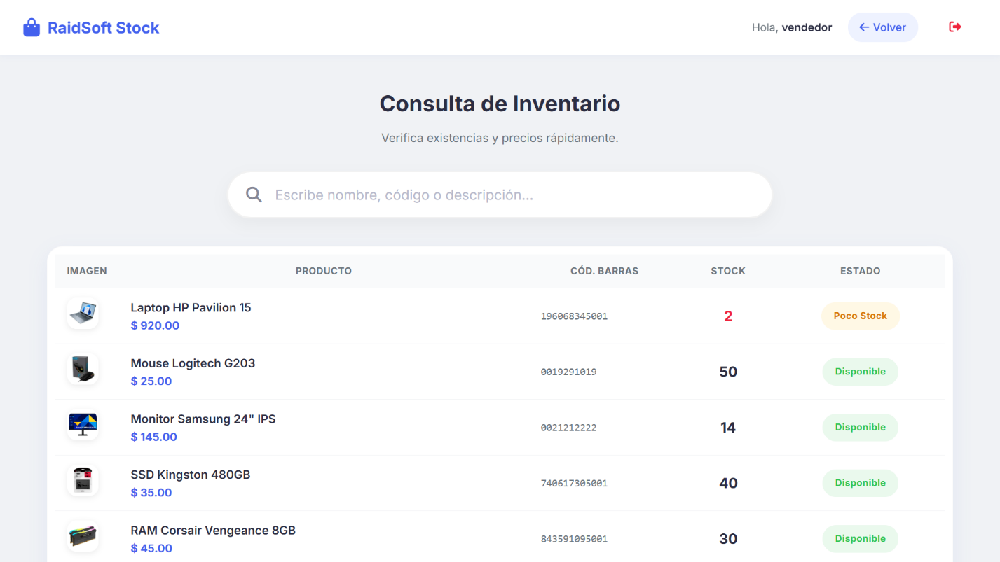 RaidSoft Stock
Hola, vendedor
Volver
Consulta de Inventario
Verifica existencias y precios rápidamente.
Escribe nombre, código o descripción...
IMAGEN PRODUCTO CÓD. BARRAS STOCK ESTADO
Laptop HP Pavilion 15
$ 920.00
196068345001
2
Poco Stock
Mouse Logitech G203
$ 25.00
0019291019
50
Disponible
Monitor Samsung 24" IPS
$ 145.00
0021212222
14
Disponible
SSD Kingston 480GB
$ 35.00
740617305001
40
Disponible
RAM Corsair Vengeance 8GB
$ 45.00
843591095001
30
Disponible